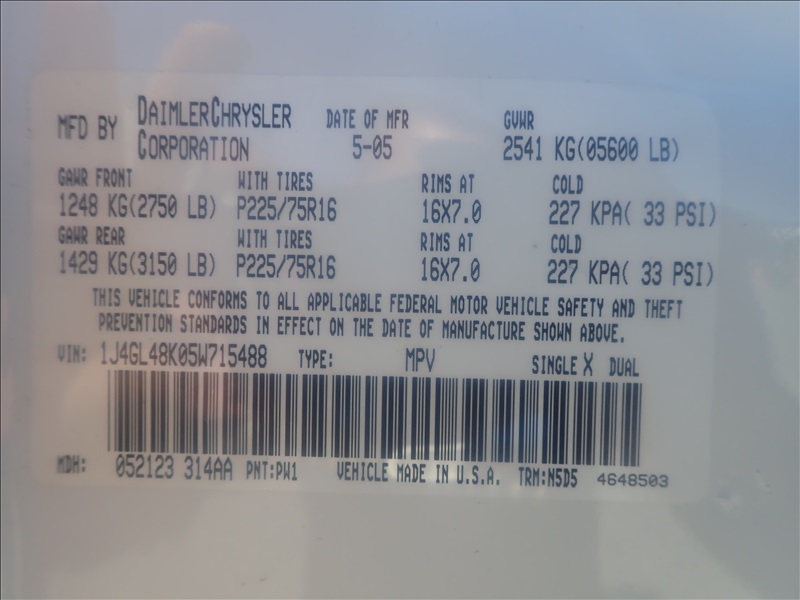 MFD BY DAIMLERCHRYSLER CORPORATION DATE OF MFR 5-05 GVWR 2541 KG(05600 LB)
GAWR FRONT WITH TIRES RIMS AT COLD
1248 KG(2750 LB) P225/75R16 16X7.0 227 KPA( 33 PSI)
GAWR REAR WITH TIRES RIMS AT COLD
1429 KG(3150 LB) P225/75R16 16X7.0 227 KPA( 33 PSI)
THIS VEHICLE CONFORMS TO ALL APPLICABLE FEDERAL MOTOR VEHICLE SAFETY AND THEFT
PREVENTION STANDARDS IN EFFECT ON THE DATE OF MANUFACTURE SHOWN ABOVE.
VIN: 1J4GL48K05W715488 TYPE: MPV SINGLE X DUAL
MDH: 052123 314AA PNT:PW1 VEHICLE MADE IN U.S.A. TRM:N5D5 4648503